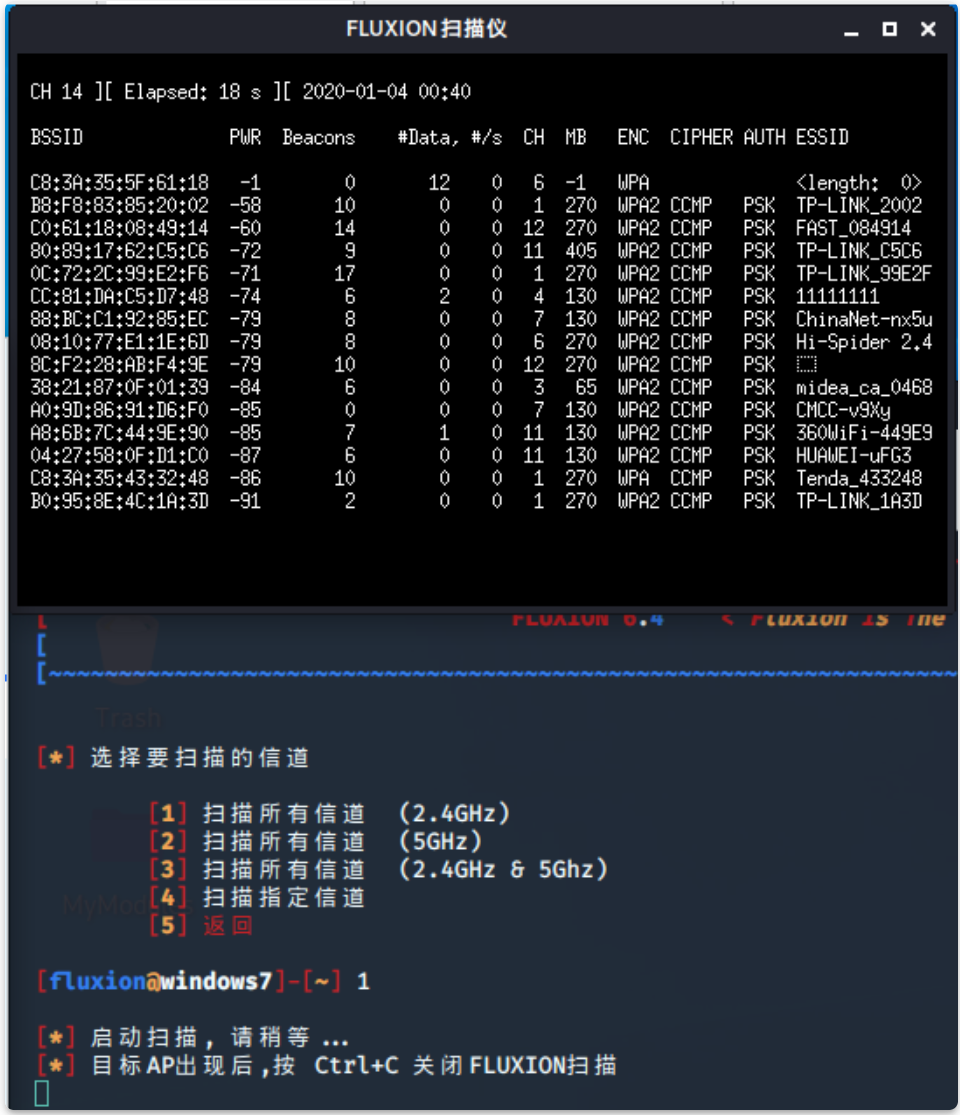 FLUXION扫描仪
CH 14 ][ Elapsed: 18 s ][ 2020-01-04 00:40
BSSID PWR Beacons #Data, #/s CH MB ENC CIPHER AUTH ESSID
C8:3A:35:5F:61:18 -1 0 12 0 6 -1 WPA <length: 0>
B8:F8:83:85:20:02 -58 10 0 0 1 270 WPA2 CCMP PSK TP-LINK_2002
C0:61:18:08:49:14 -60 14 0 0 12 270 WPA2 CCMP PSK FAST_084914
80:89:17:62:C5:C6 -72 9 0 0 11 405 WPA2 CCMP PSK TP-LINK_C5C6
0C:72:2C:99:E2:F6 -71 17 0 0 1 270 WPA2 CCMP PSK TP-LINK_99E2F
CC:81:DA:C5:D7:48 -74 6 2 0 4 130 WPA2 CCMP PSK 11111111
88:BC:C1:92:85:EC -79 8 0 0 7 130 WPA2 CCMP PSK ChinaNet-nx5u
08:10:77:E1:1E:6D -79 8 0 0 6 270 WPA2 CCMP PSK Hi-Spider 2.4
8C:F2:28:AB:F4:9E -79 10 0 0 12 270 WPA2 CCMP PSK
38:21:87:0F:01:39 -84 6 0 0 3 65 WPA2 CCMP PSK midea_ca_0468
A0:9D:86:91:D6:F0 -85 0 0 0 7 130 WPA2 CCMP PSK CMCC-v9Xy
A8:6B:7C:44:9E:90 -85 7 1 0 11 130 WPA2 CCMP PSK 360WiFi-449E9
04:27:58:0F:D1:C0 -87 6 0 0 11 130 WPA2 CCMP PSK HUAWEI-uFG3
C8:3A:35:43:32:48 -86 10 0 0 1 270 WPA CCMP PSK Tenda_433248
B0:95:8E:4C:1A:3D -91 2 0 0 1 270 WPA2 CCMP PSK TP-LINK_1A3D
[ FLUXION 6.4 < Fluxion Is The
[
[~~~~~~~~~~~~~~~~~~~~~~~~~~~~~~~~~~~~~~~~~~~~~~~~~~~~~~~~
Trash
[*] 选择要扫描的信道
[1] 扫描所有信道 (2.4GHz)
[2] 扫描所有信道 (5GHz)
[3] 扫描所有信道 (2.4GHz & 5Ghz)
[4] 扫描指定信道
[5] 返回
[fluxion@windows7]-[~] 1
[*] 启动扫描, 请稍等 ...
[*] 目标AP出现后,按 Ctrl+C 关闭FLUXION扫描